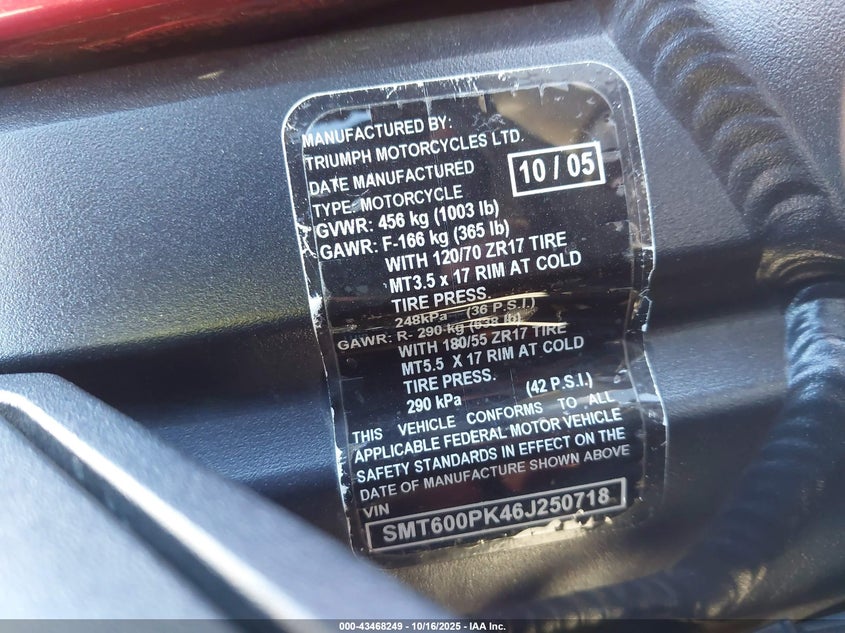 MANUFACTURED BY:
TRIUMPH MOTORCYCLES LTD.
DATE MANUFACTURED 10 / 05
TYPE: MOTORCYCLE
GVWR: 456 kg (1003 lb)
GAWR: F-166 kg (365 lb)
WITH 120/70 ZR17 TIRE
MT3.5 x 17 RIM AT COLD
TIRE PRESS.
248kPa (36 P.S.I.)
GAWR: R- 290 kg (638 lb)
WITH 180/55 ZR17 TIRE
MT5.5 X 17 RIM AT COLD
TIRE PRESS.
290 kPa (42 P.S.I.)
THIS VEHICLE CONFORMS TO ALL
APPLICABLE FEDERAL MOTOR VEHICLE
SAFETY STANDARDS IN EFFECT ON THE
DATE OF MANUFACTURE SHOWN ABOVE
VIN
SMT600PK46J250718
000-43468249 - 10/16/2025 - IAA Inc.